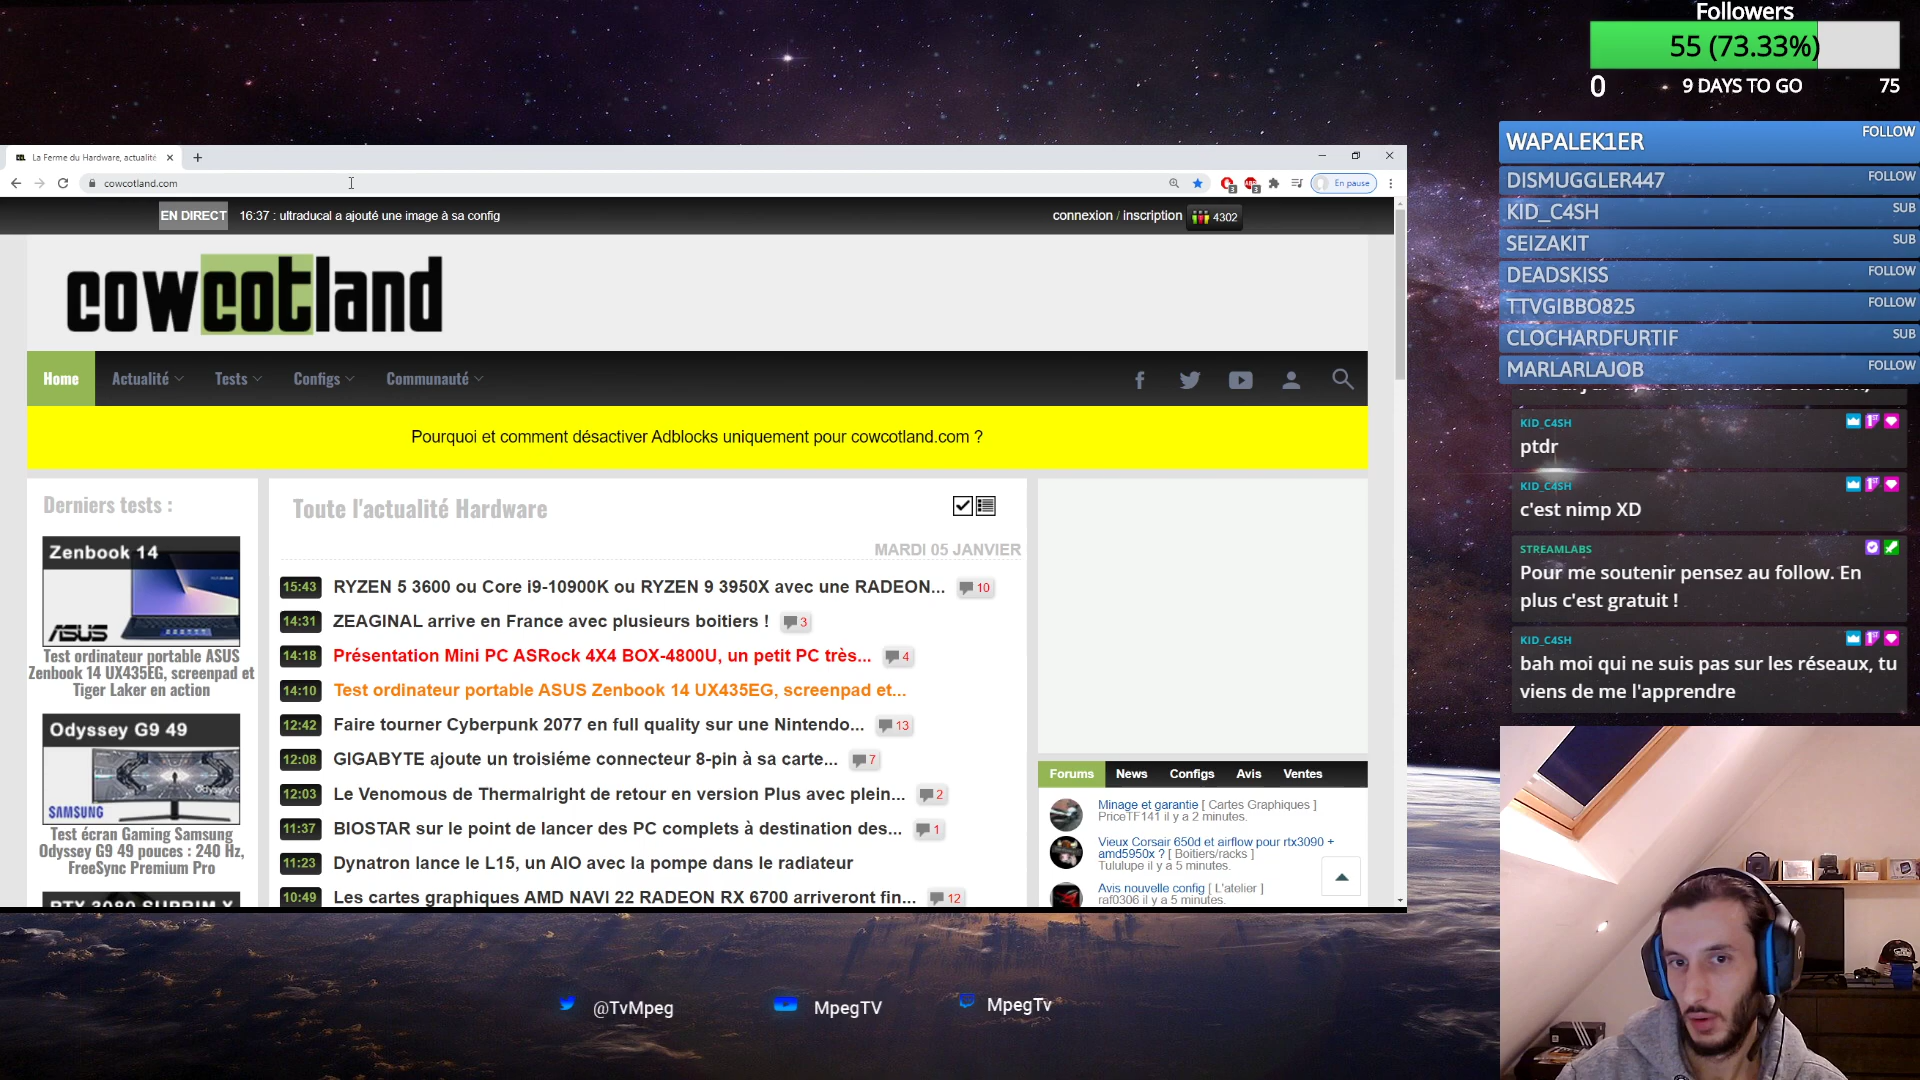 Followers
55 (73.33%)
0
9 DAYS TO GO
75
La Ferme du Hardware, actualité
cowcotland.com
En pause
EN DIRECT
16:37 : ultraducal a ajouté une image à sa config
connexion / inscription
4302
cowcotland
Home
Actualité
Tests
Configs
Communauté
Pourquoi et comment désactiver Adblocks uniquement pour cowcotland.com ?
Derniers tests :
Zenbook 14
ASUS
Test ordinateur portable ASUS
Zenbook 14 UX435EG, screenpad et
Tiger Laker en action
Odyssey G9 49
SAMSUNG
Test écran Gaming Samsung
Odyssey G9 49 pouces : 240 Hz,
FreeSync Premium Pro
RTX 3080 SUPRIM X
Toute l'actualité Hardware
MARDI 05 JANVIER
15:43 RYZEN 5 3600 ou Core i9-10900K ou RYZEN 9 3950X avec une RADEON... 10
14:31 ZEAGINAL arrive en France avec plusieurs boitiers ! 3
14:18 Présentation Mini PC ASRock 4X4 BOX-4800U, un petit PC très... 4
14:10 Test ordinateur portable ASUS Zenbook 14 UX435EG, screenpad et...
12:42 Faire tourner Cyberpunk 2077 en full quality sur une Nintendo... 13
12:08 GIGABYTE ajoute un troisiéme connecteur 8-pin à sa carte... 7
12:03 Le Venomous de Thermalright de retour en version Plus avec plein... 2
11:37 BIOSTAR sur le point de lancer des PC complets à destination des... 1
11:23 Dynatron lance le L15, un AIO avec la pompe dans le radiateur
10:49 Les cartes graphiques AMD NAVI 22 RADEON RX 6700 arriveront fin... 12
Forums
News
Configs
Avis
Ventes
Minage et garantie [ Cartes Graphiques ]
PriceTF141 il y a 2 minutes.
Vieux Corsair 650d et airflow pour rtx3090 +
amd5950x ? [ Boitiers/racks ]
Tululupe il y a 5 minutes.
Avis nouvelle config [ L'atelier ]
raf0306 il y a 5 minutes.
WAPALEK1ER FOLLOW
DISMUGGLER447 FOLLOW
KID_C4SH SUB
SEIZAKIT SUB
DEADSKISS FOLLOW
TTVGIBBO825 FOLLOW
CLOCHARDFURTIF SUB
MARLARLAJOB FOLLOW
KID_C4SH
ptdr
KID_C4SH
c'est nimp XD
STREAMLABS
Pour me soutenir pensez au follow. En
plus c'est gratuit !
KID_C4SH
bah moi qui ne suis pas sur les réseaux, tu
viens de me l'apprendre
@TvMpeg
MpegTV
MpegTv